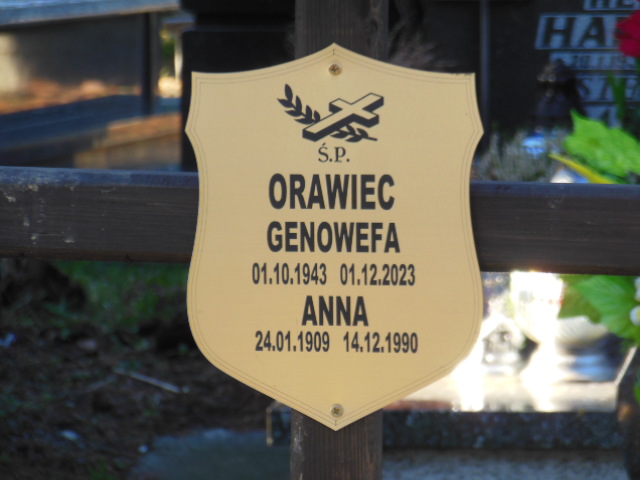 Ś.P.
ORAWIEC
GENOWEFA
01.10.1943 01.12.2023
ANNA
24.01.1909 14.12.1990